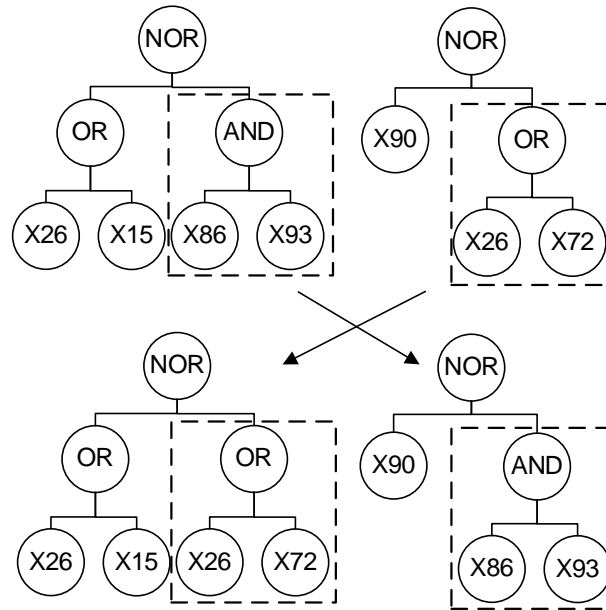 NOR NOR
OR AND X90 OR
X26 X15 X86 X93 X26 X72
NOR NOR
OR OR X90 AND
X26 X15 X26 X72 X86 X93